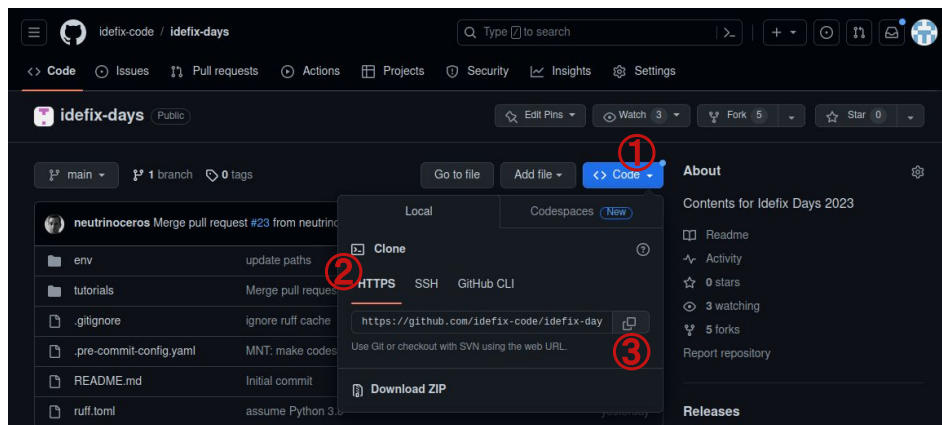 idefix-code / idefix-days
Type / to search
Code Issues Pull requests Actions Projects Security Insights Settings
idefix-days Public
Edit Pins Watch 3 Fork 5 Star 0
1
main 1 branch 0 tags
Go to file Add file <> Code
About
Contents for Idefix Days 2023
Readme
Activity
0 stars
3 watching
5 forks
Report repository
Releases
neutrinoceros Merge pull request #23 from
env update paths
tutorials Merge pull
.gitignore ignore ruff cache
.pre-commit-config.yaml MNT: make codes
README.md Initial commit
ruff.toml assume Python
yesterday
Local Codespaces New
Clone
2
HTTPS SSH GitHub CLI
https://github.com/idefix-code/idefix-day
Use Git or checkout with SVN using the web URL.
3
Download ZIP